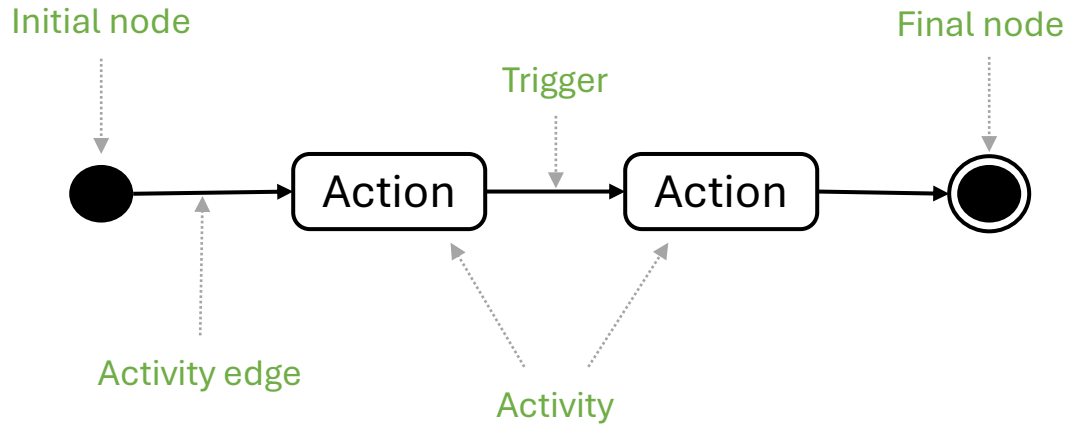 Initial node
Final node
Trigger
Action
Action
Activity edge
Activity